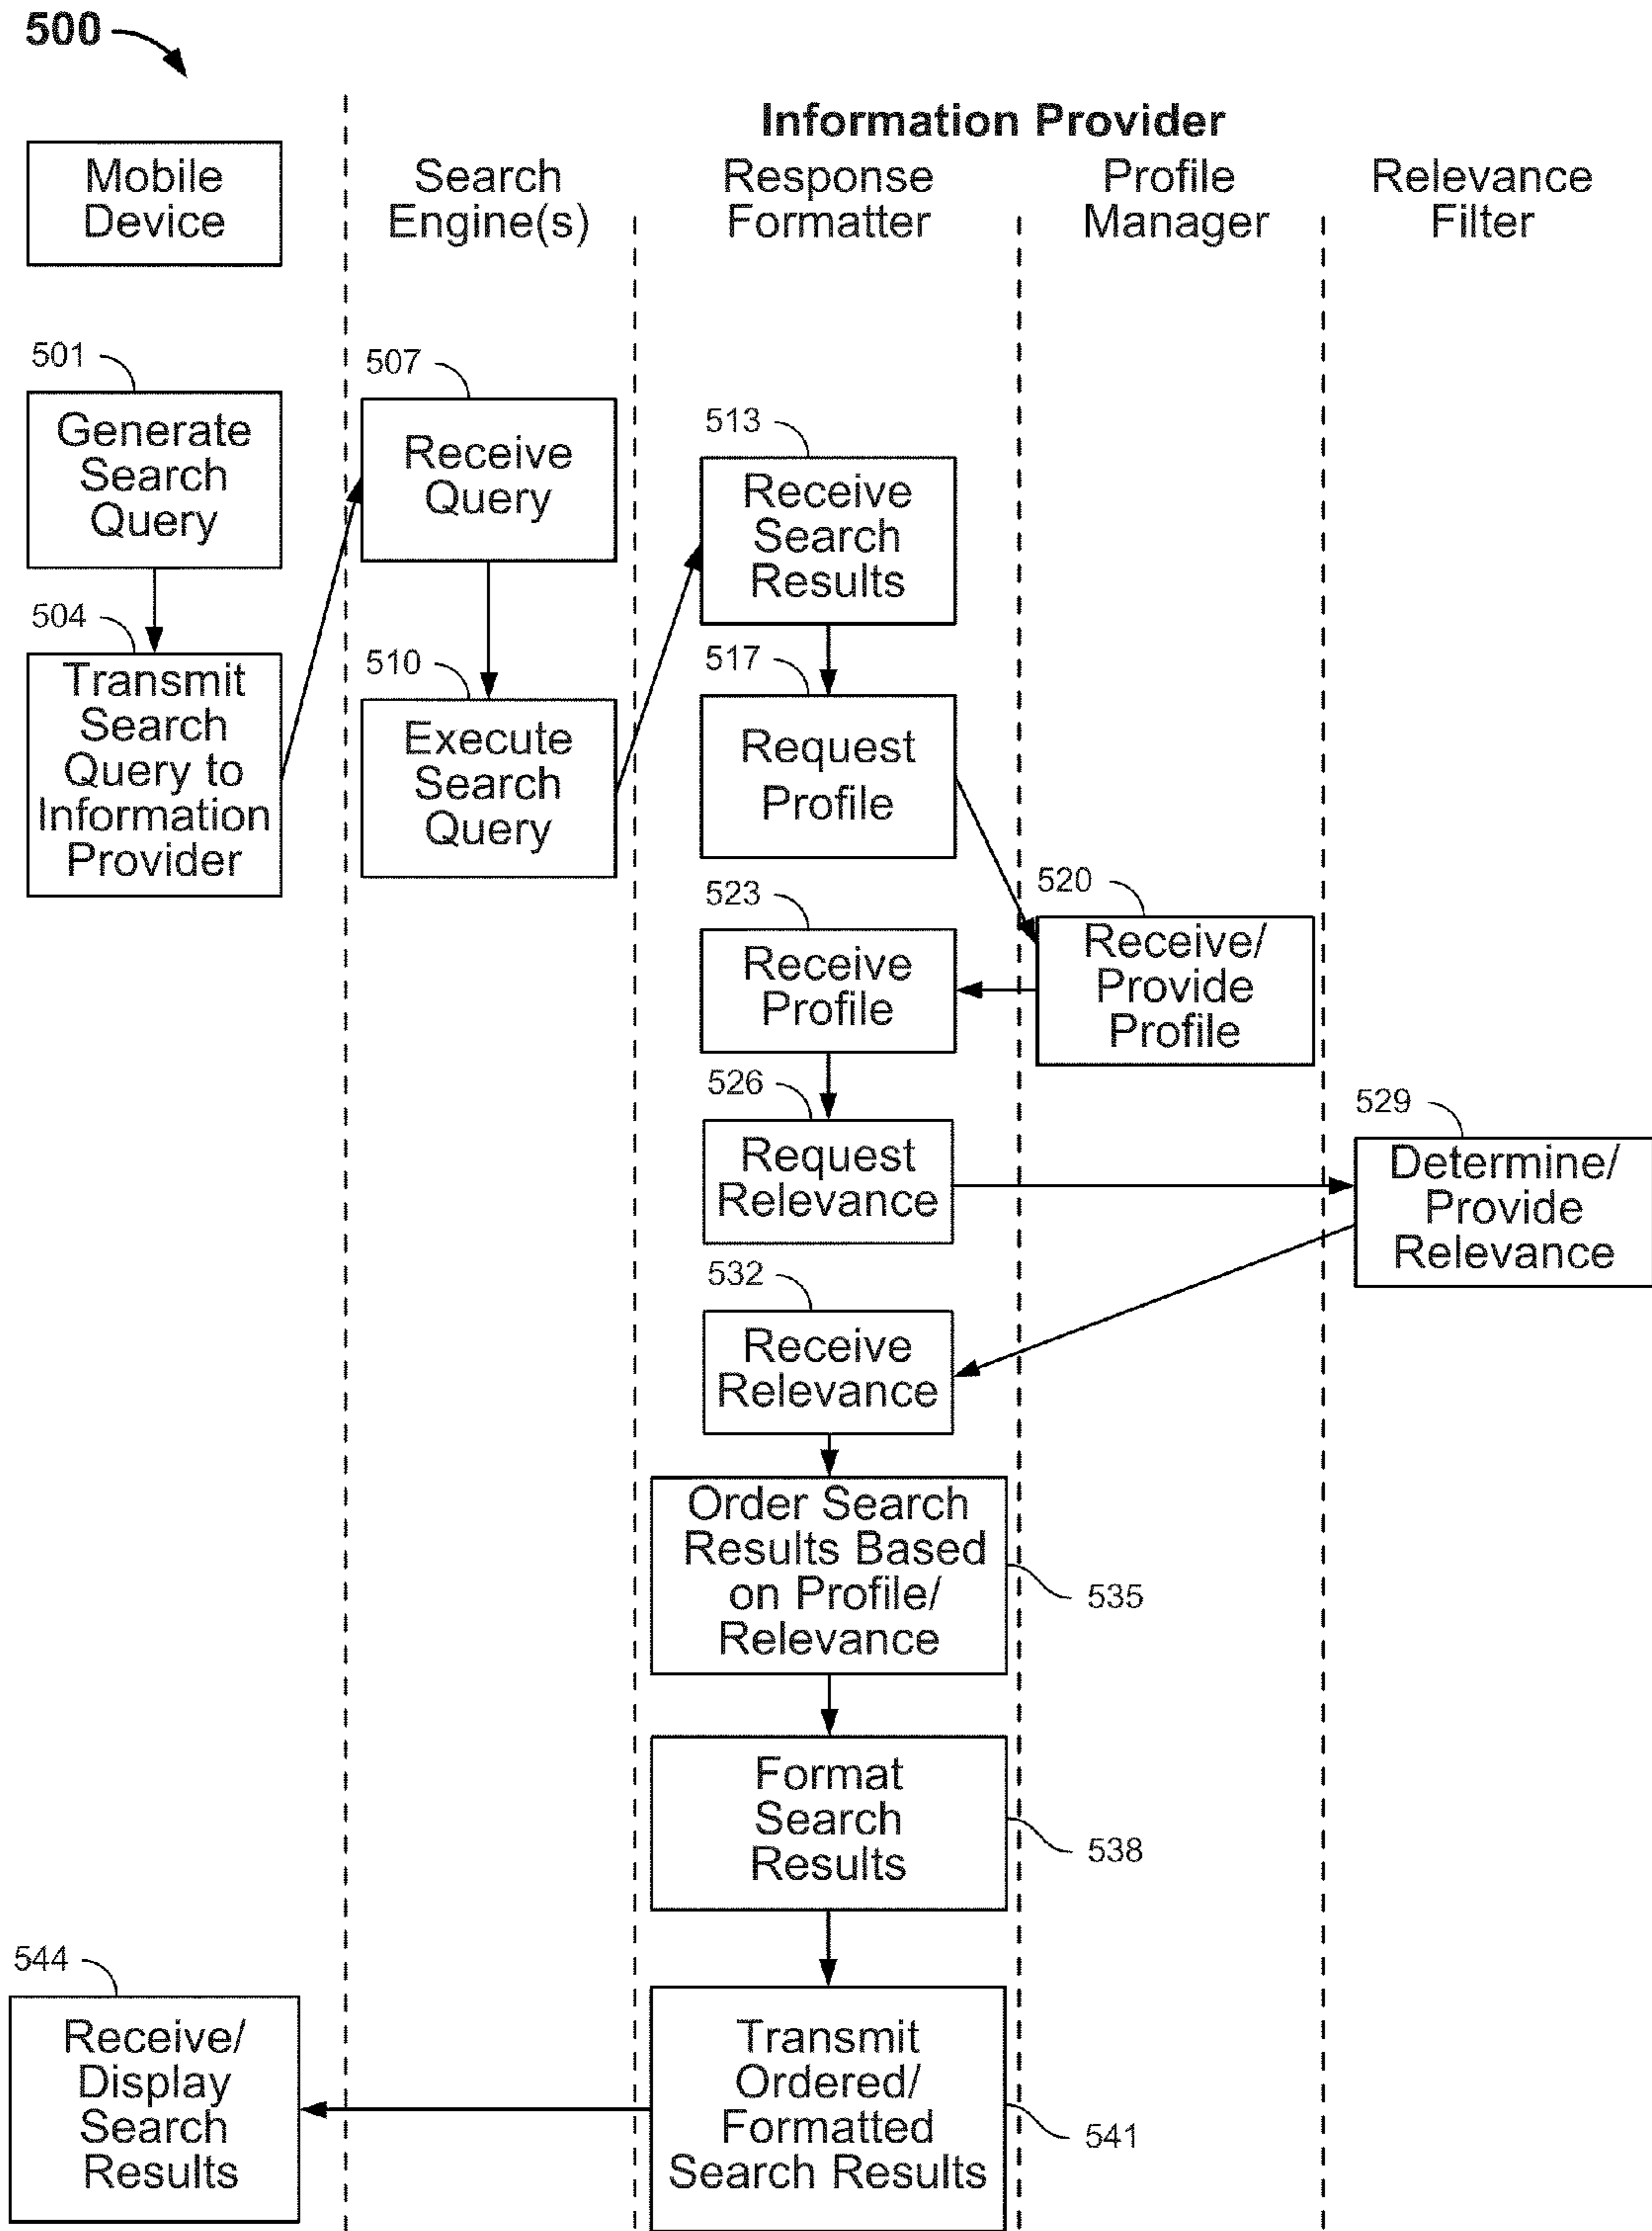 500
Information Provider
Mobile
Device
Search
Engine(s)
Response
Formatter
Profile
Manager
Relevance
Filter
501
Generate
Search
Query
504
Transmit
Search
Query to
Information
Provider
507
Receive
Query
510
Execute
Search
Query
513
Receive
Search
Results
517
Request
Profile
520
Receive/
Provide
Profile
523
Receive
Profile
526
Request
Relevance
529
Determine/
Provide
Relevance
532
Receive
Relevance
Order Search
Results Based
on Profile/
Relevance
535
Format
Search
Results
538
Transmit
Ordered/
Formatted
Search Results
541
544
Receive/
Display
Search
Results